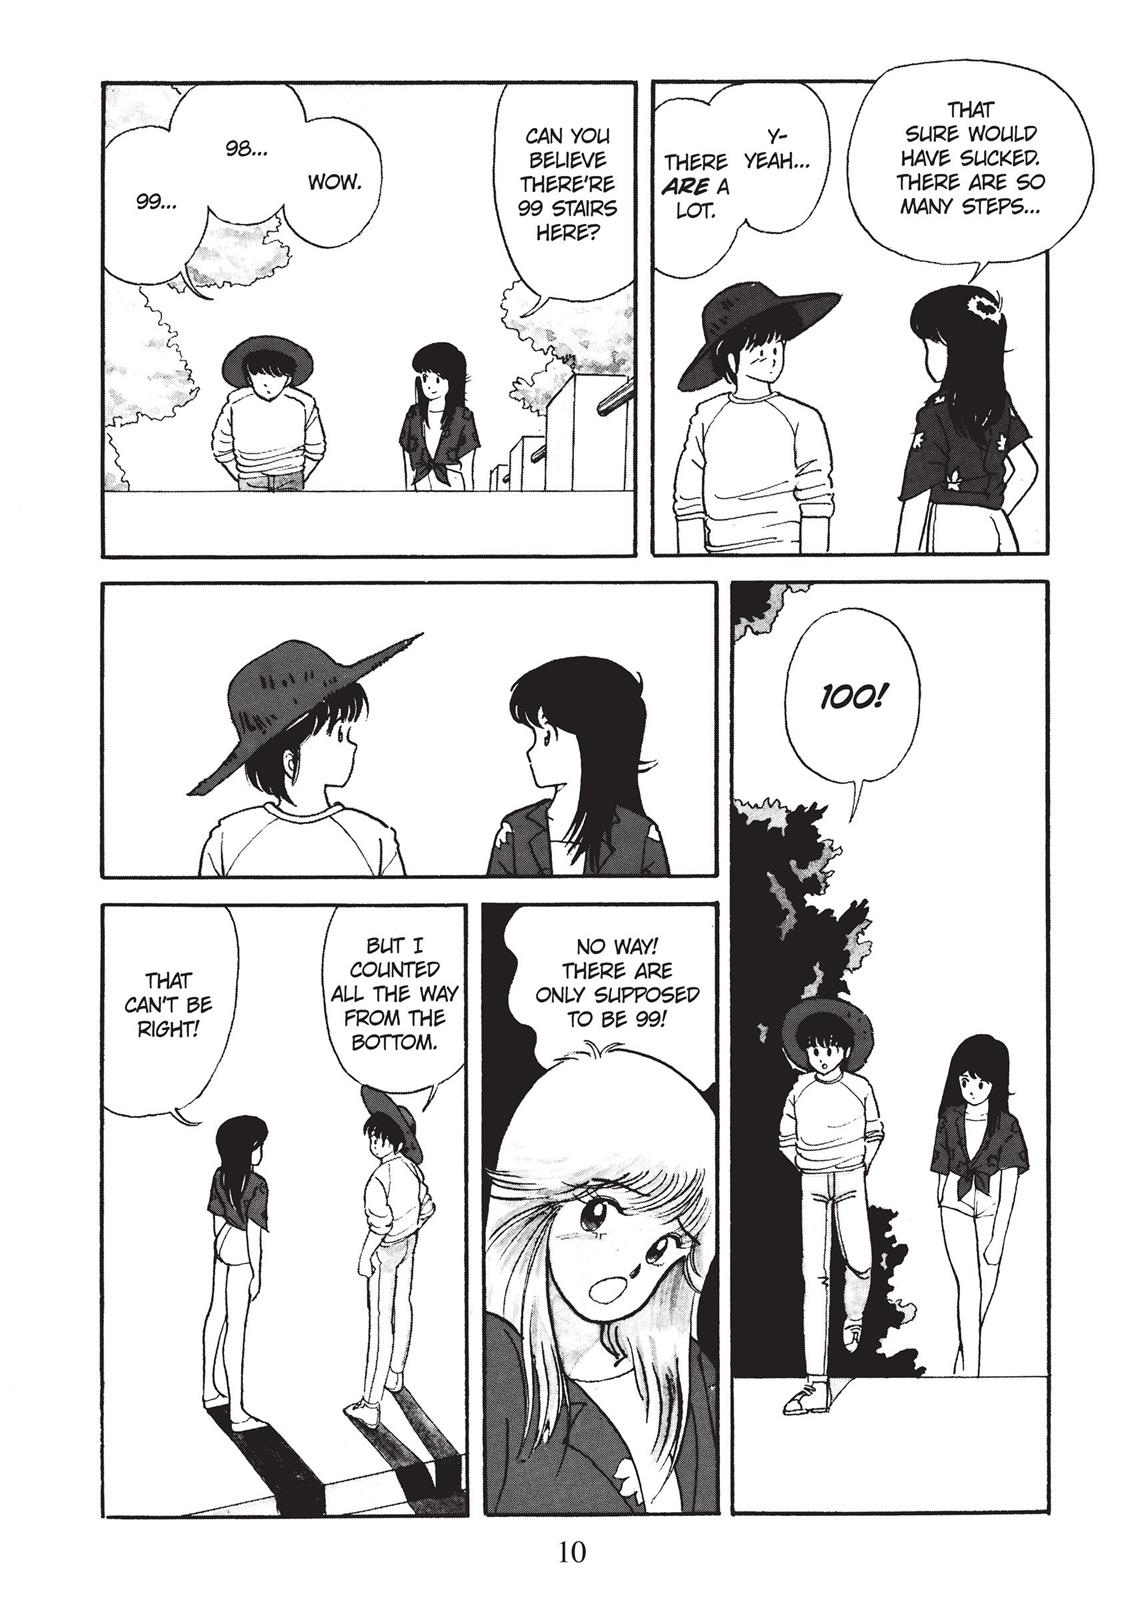 THAT
SURE WOULD
HAVE SUCKED.
THERE ARE SO
MANY STEPS...
Y-
YEAH...
THERE
ARE A
LOT.
CAN YOU
BELIEVE
THERE'RE
99 STAIRS
HERE?
WOW.
98...
99...
100!
NO WAY!
THERE ARE
ONLY SUPPOSED
TO BE 99!
BUT I
COUNTED
ALL THE WAY
FROM THE
BOTTOM.
THAT
CAN'T BE
RIGHT!
10